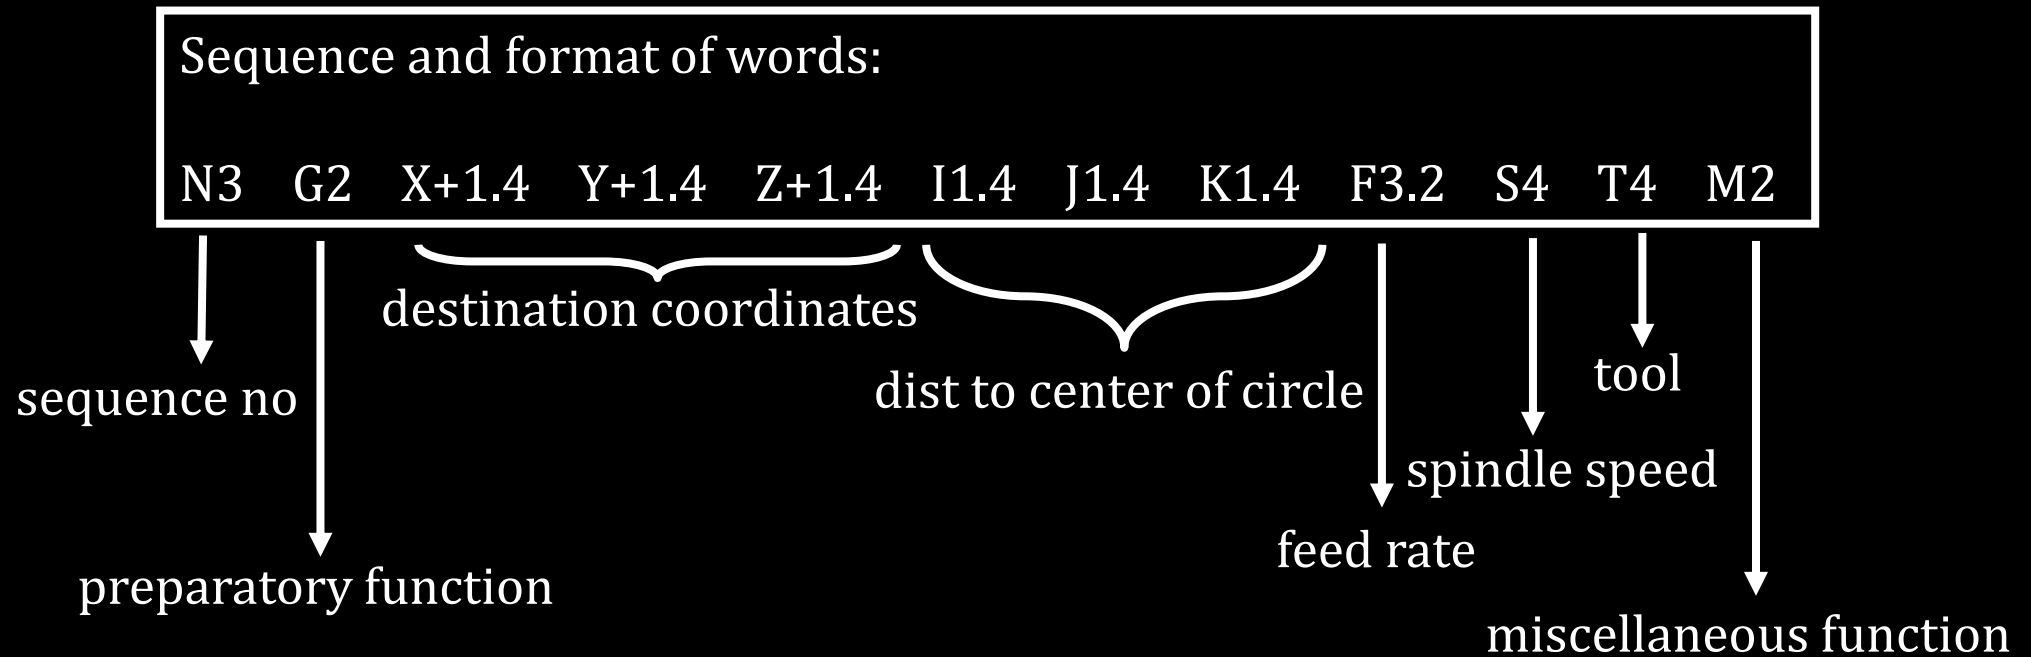 Sequence and format of words:
N3 G2 X+1.4 Y+1.4 Z+1.4 I1.4 J1.4 K1.4 F3.2 S4 T4 M2
destination coordinates
tool
dist to center of circle
sequence no
spindle speed
feed rate
preparatory function
miscellaneous function